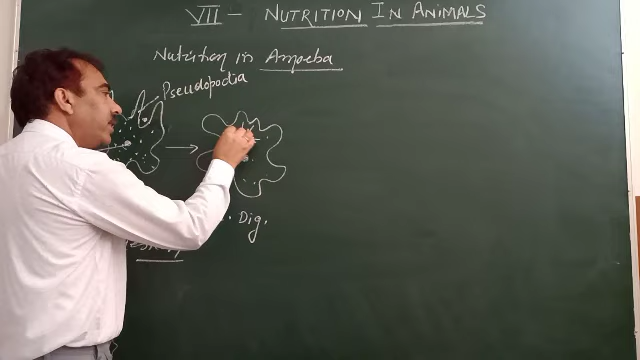 VII - NUTRITION IN ANIMALS
Nutrition in Amoeba
Pseudopodia
Dig.